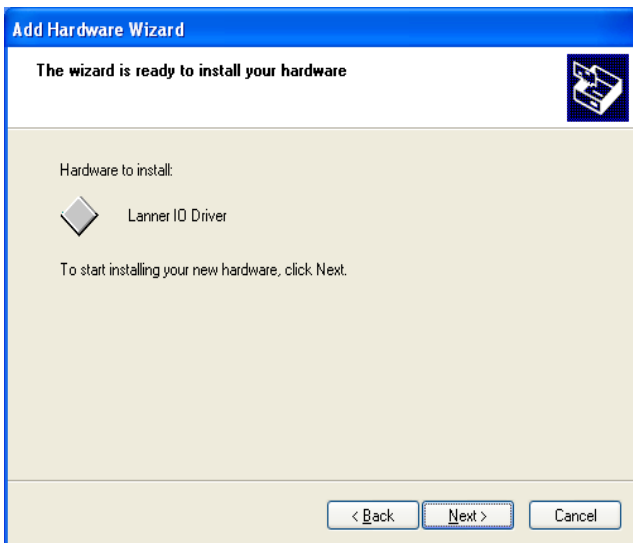 Add Hardware Wizard
The wizard is ready to install your hardware
Hardware to install:
Lanner IO Driver
To start installing your new hardware, click Next.
< Back
Next >
Cancel